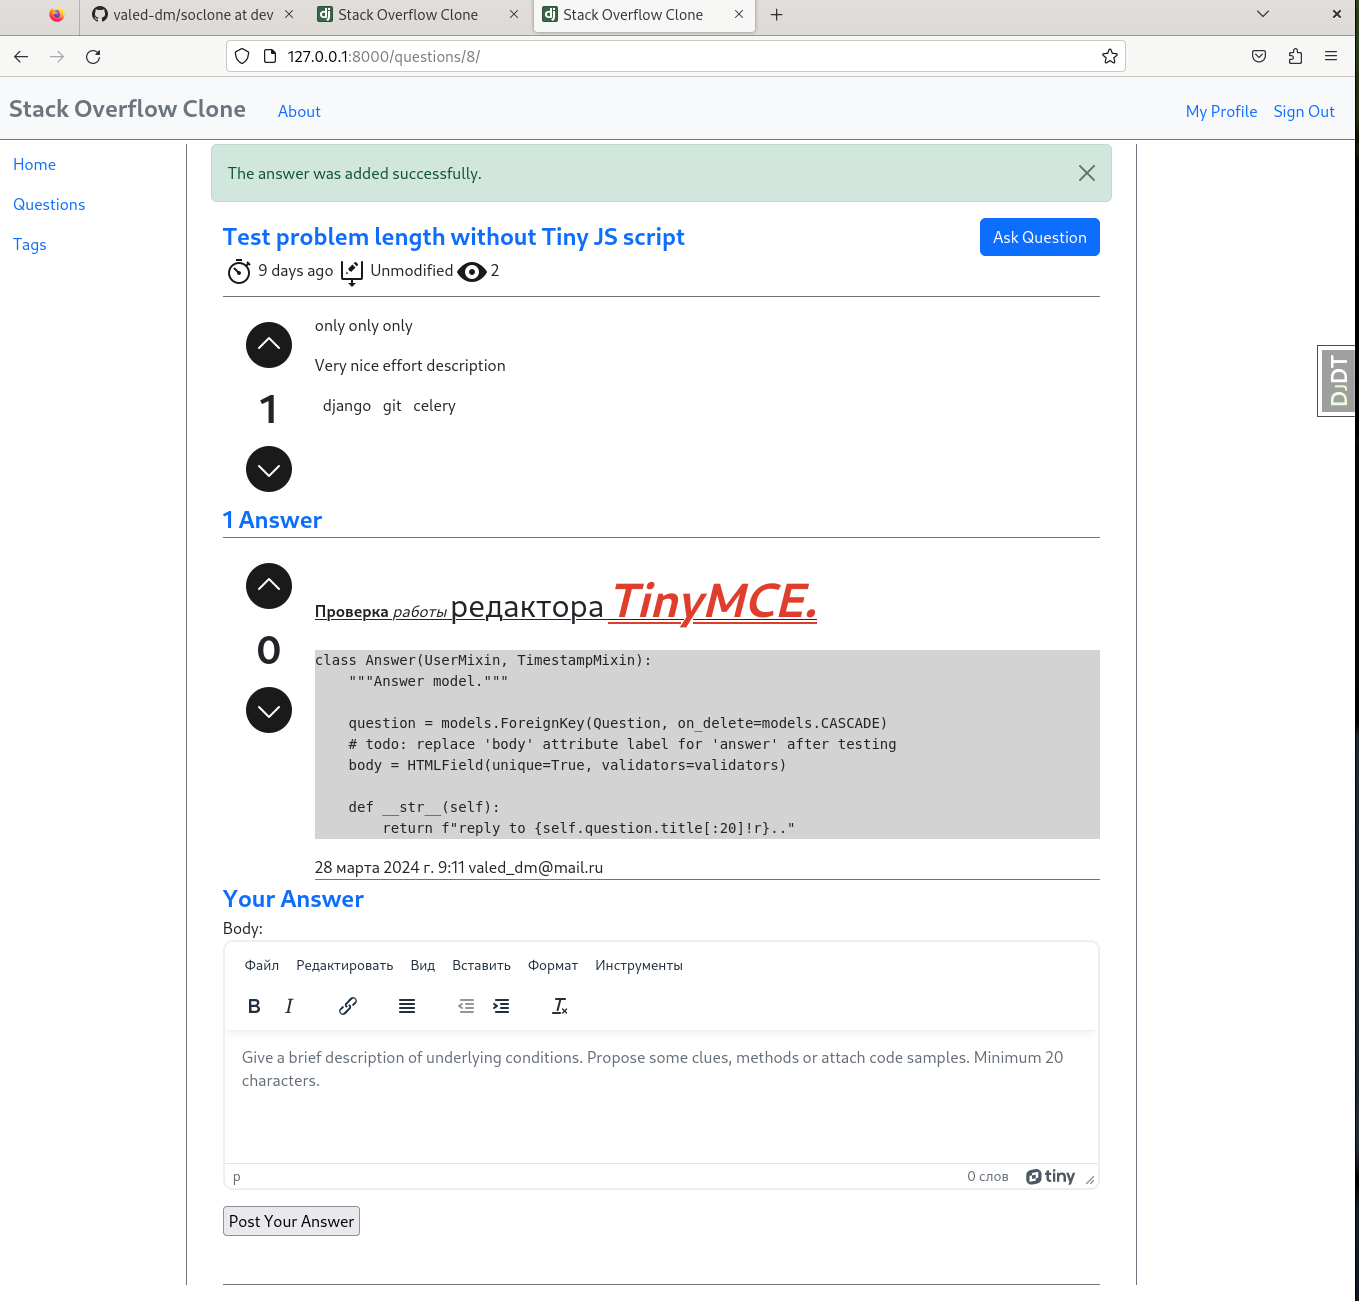 valed-dm/soclone at dev
Stack Overflow Clone
Stack Overflow Clone
127.0.0.1:8000/questions/8/
Stack Overflow Clone
About
My Profile
Sign Out
Home
Questions
Tags
The answer was added successfully.
Test problem length without Tiny JS script
Ask Question
9 days ago
Unmodified
2
only only only
Very nice effort description
1
django git celery
DJDT
1 Answer
0
Проверка работы редактора TinyMCE.
class Answer(UserMixin, TimestampMixin):
    """Answer model."""
    question = models.ForeignKey(Question, on_delete=models.CASCADE)
    # todo: replace 'body' attribute label for 'answer' after testing
    body = HTMLField(unique=True, validators=validators)
    def __str__(self):
        return f"reply to {self.question.title[:20]!r}.."
28 марта 2024 г. 9:11 valed_dm@mail.ru
Your Answer
Body:
Файл Редактировать Вид Вставить Формат Инструменты
B I
Give a brief description of underlying conditions. Propose some clues, methods or attach code samples. Minimum 20
characters.
p
0 слов
tiny
Post Your Answer